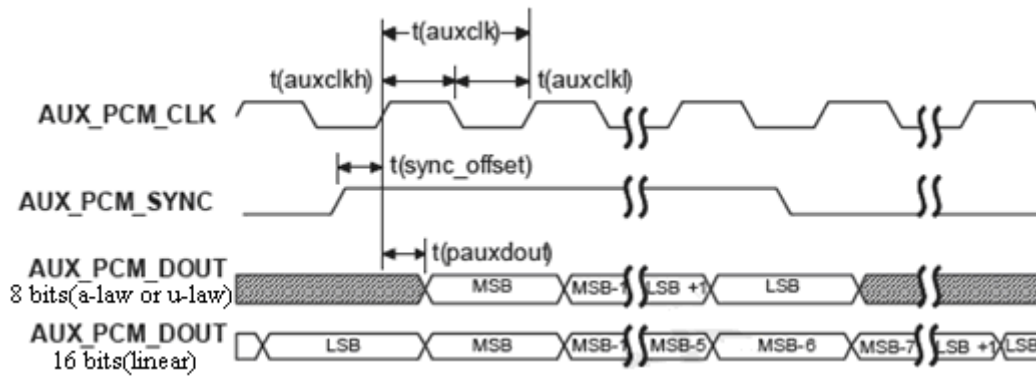 t(auxclk)
t(auxclkh) t(auxclkl)
AUX_PCM_CLK
t(sync_offset)
AUX_PCM_SYNC
t(pauxdout)
AUX_PCM_DOUT
8 bits(a-law or u-law)
MSB MSB-1 LSB +1 LSB
AUX_PCM_DOUT
16 bits(linear)
LSB MSB MSB-1 MSB-5 MSB-6 MSB-7 LSB +1 LSB